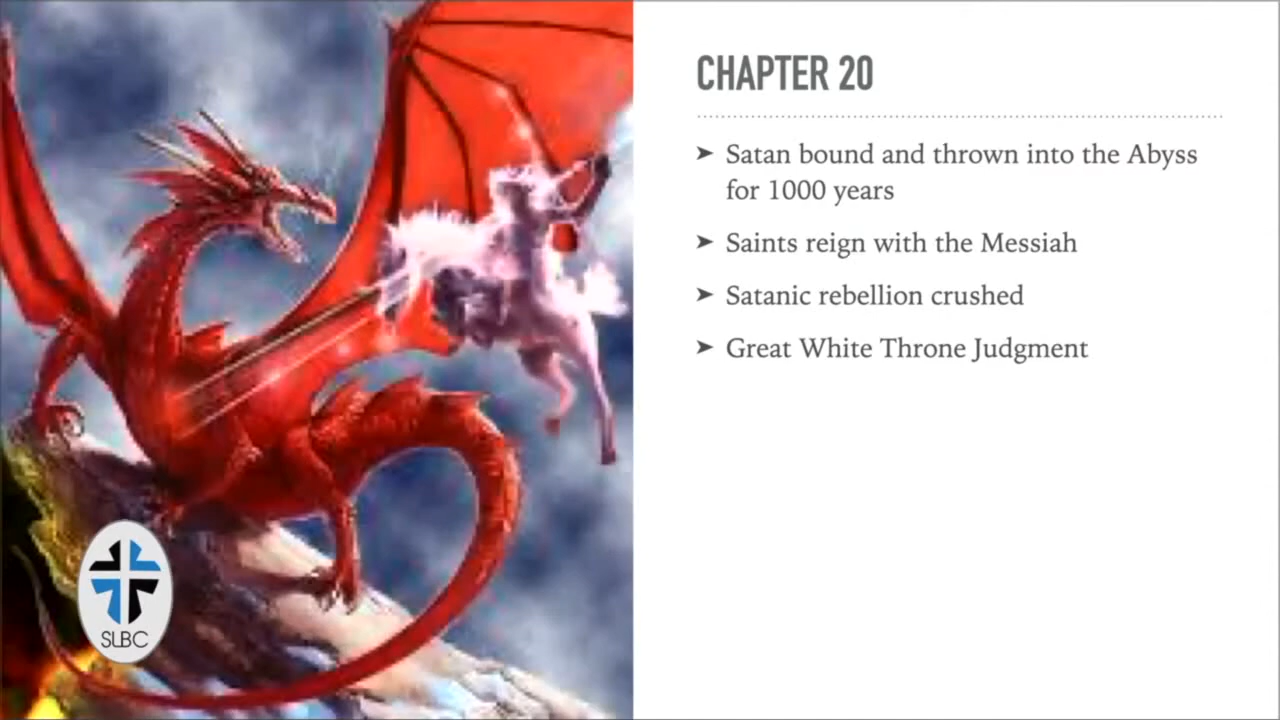 CHAPTER 20
➤ Satan bound and thrown into the Abyss
for 1000 years
➤ Saints reign with the Messiah
➤ Satanic rebellion crushed
➤ Great White Throne Judgment
SLBC